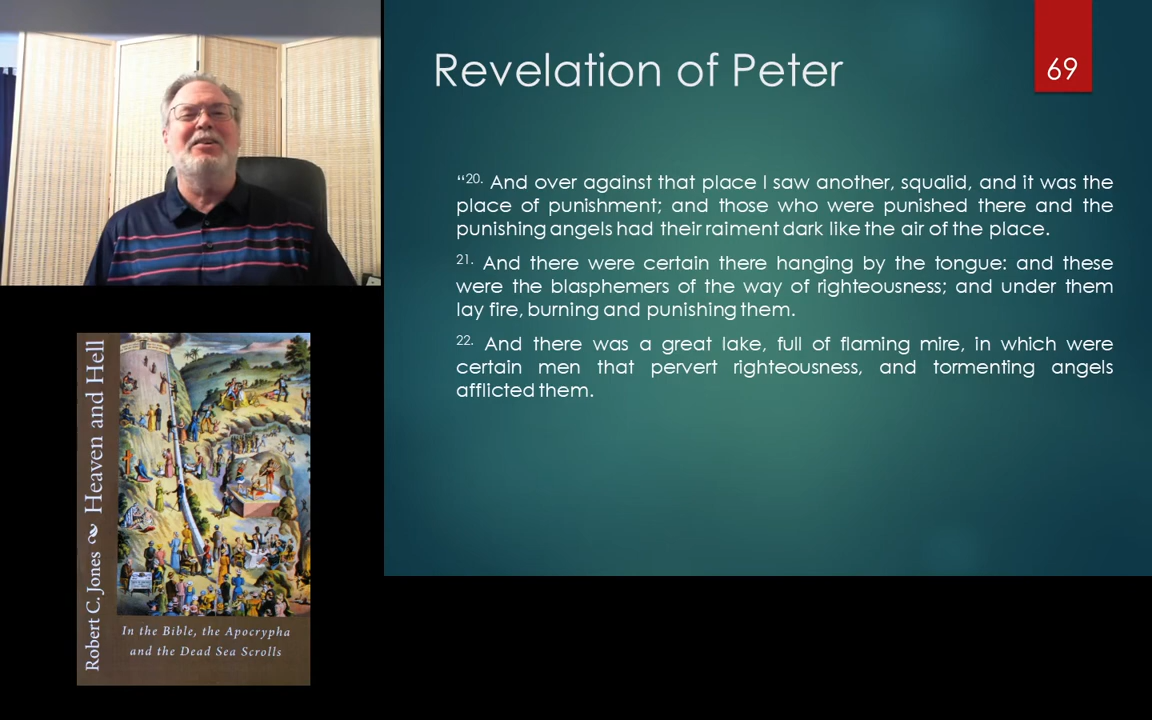 Revelation of Peter
69
“20. And over against that place I saw another, squalid, and it was the
place of punishment; and those who were punished there and the
punishing angels had their raiment dark like the air of the place.
21. And there were certain there hanging by the tongue: and these
were the blasphemers of the way of righteousness; and under them
lay fire, burning and punishing them.
22. And there was a great lake, full of flaming mire, in which were
certain men that pervert righteousness, and tormenting angels
afflicted them.
Robert C. Jones Heaven and Hell
In the Bible, the Apocrypha
and the Dead Sea Scrolls